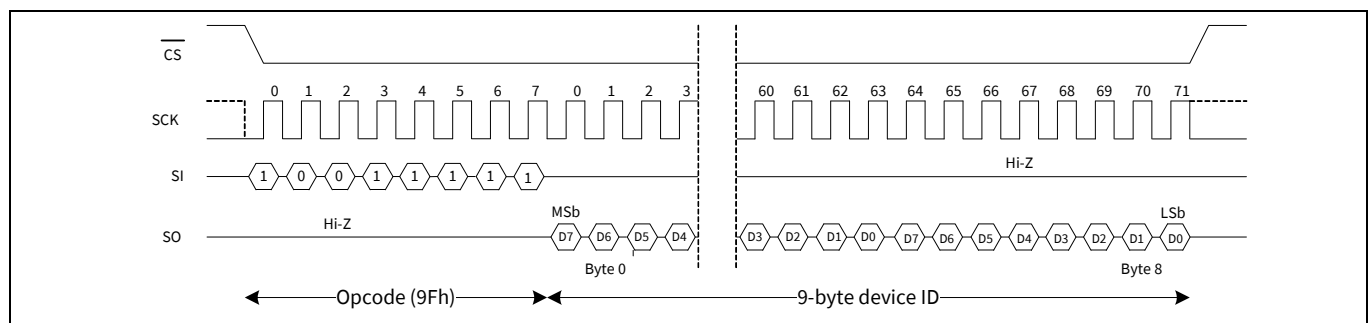 CS
0 1 2 3 4 5 6 7 0 1 2 3 60 61 62 63 64 65 66 67 68 69 70 71
SCK
Hi-Z
SI 1 0 0 1 1 1 1 1
MSb LSb
Hi-Z
SO D7 D6 D5 D4 D3 D2 D1 D0 D7 D6 D5 D4 D3 D2 D1 D0
Byte 0 Byte 8
Opcode (9Fh) 9-byte device ID